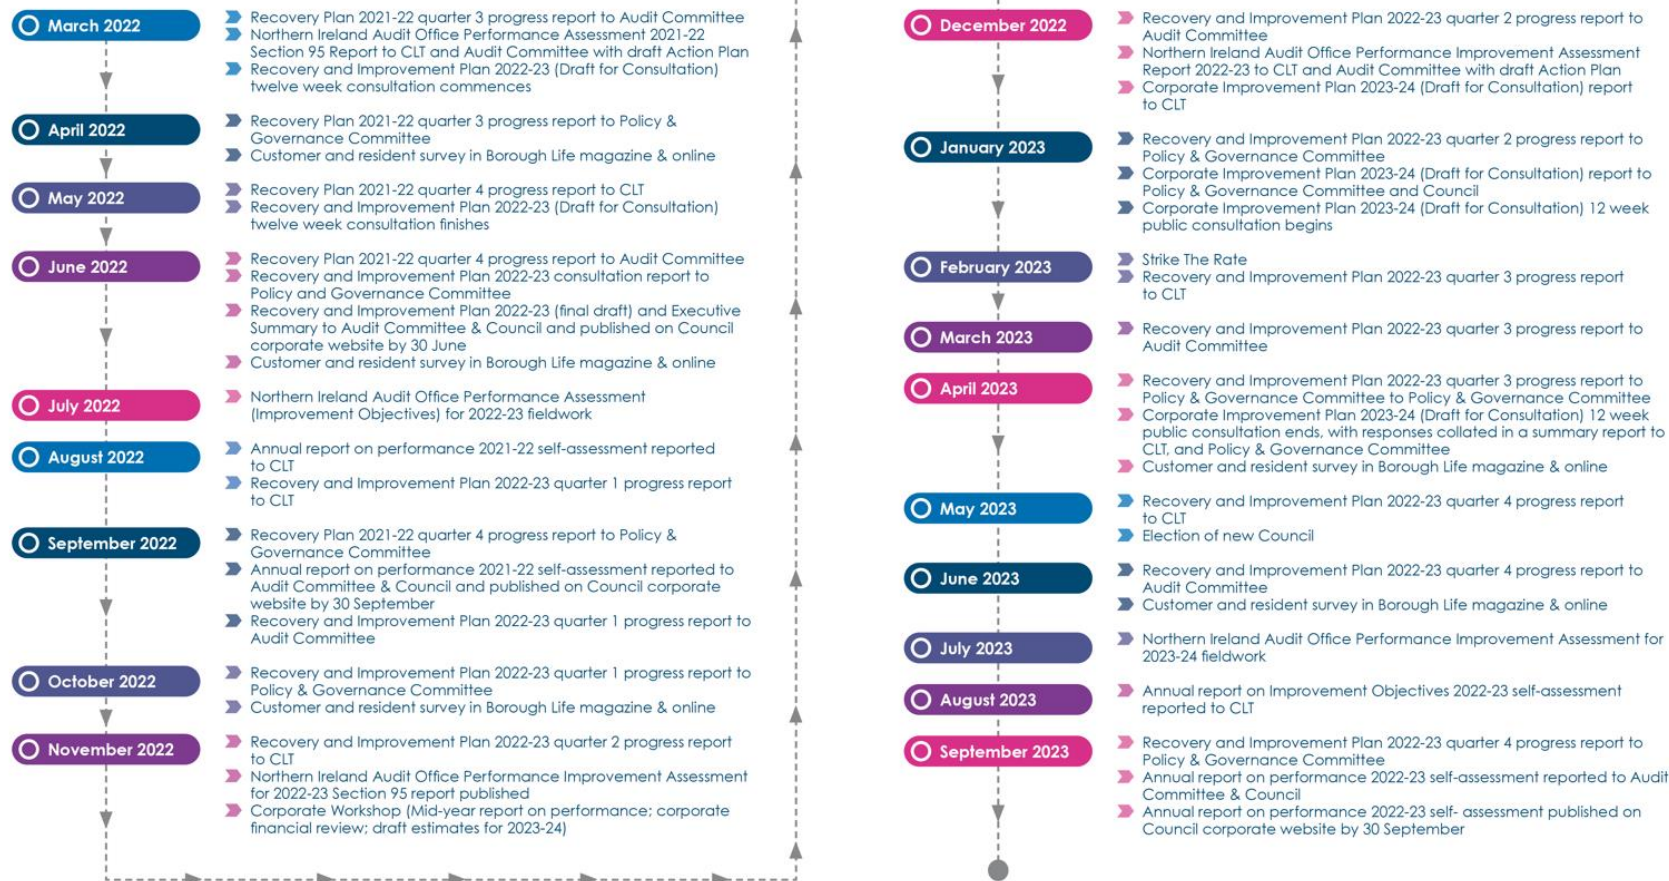 March 2022
Recovery Plan 2021-22 quarter 3 progress report to Audit Committee
Northern Ireland Audit Office Performance Assessment 2021-22
Section 95 Report to CLT and Audit Committee with draft Action Plan
Recovery and Improvement Plan 2022-23 (Draft for Consultation)
twelve week consultation commences
April 2022
Recovery Plan 2021-22 quarter 3 progress report to Policy &
Governance Committee
Customer and resident survey in Borough Life magazine & online
May 2022
Recovery Plan 2021-22 quarter 4 progress report to CLT
Recovery and Improvement Plan 2022-23 (Draft for Consultation)
twelve week consultation finishes
June 2022
Recovery Plan 2021-22 quarter 4 progress report to Audit Committee
Recovery and Improvement Plan 2022-23 consultation report to
Policy and Governance Committee
Recovery and Improvement Plan 2022-23 (final draft) and Executive
Summary to Audit Committee & Council and published on Council
corporate website by 30 June
Customer and resident survey in Borough Life magazine & online
July 2022
Northern Ireland Audit Office Performance Assessment
(Improvement Objectives) for 2022-23 fieldwork
August 2022
Annual report on performance 2021-22 self-assessment reported
to CLT
Recovery and Improvement Plan 2022-23 quarter 1 progress report
to CLT
September 2022
Recovery Plan 2021-22 quarter 4 progress report to Policy &
Governance Committee
Annual report on performance 2021-22 self-assessment reported to
Audit Committee & Council and published on Council corporate
website by 30 September
Recovery and Improvement Plan 2022-23 quarter 1 progress report to
Audit Committee
October 2022
Recovery and Improvement Plan 2022-23 quarter 1 progress report to
Policy & Governance Committee
Customer and resident survey in Borough Life magazine & online
November 2022
Recovery and Improvement Plan 2022-23 quarter 2 progress report
to CLT
Northern Ireland Audit Office Performance Improvement Assessment
for 2022-23 Section 95 report published
Corporate Workshop (Mid-year report on performance; corporate
financial review; draft estimates for 2023-24)
December 2022
Recovery and Improvement Plan 2022-23 quarter 2 progress report to
Audit Committee
Northern Ireland Audit Office Performance Improvement Assessment
Report 2022-23 to CLT and Audit Committee with draft Action Plan
Corporate Improvement Plan 2023-24 (Draft for Consultation) report
to CLT
January 2023
Recovery and Improvement Plan 2022-23 quarter 2 progress report to
Policy & Governance Committee
Corporate Improvement Plan 2023-24 (Draft for Consultation) report to
Policy & Governance Committee and Council
Corporate Improvement Plan 2023-24 (Draft for Consultation) 12 week
public consultation begins
February 2023
Strike The Rate
Recovery and Improvement Plan 2022-23 quarter 3 progress report
to CLT
March 2023
Recovery and Improvement Plan 2022-23 quarter 3 progress report to
Audit Committee
April 2023
Recovery and Improvement Plan 2022-23 quarter 3 progress report to
Policy & Governance Committee to Policy & Governance Committee
Corporate Improvement Plan 2023-24 (Draft for Consultation) 12 week
public consultation ends, with responses collated in a summary report to
CLT, and Policy & Governance Committee
Customer and resident survey in Borough Life magazine & online
May 2023
Recovery and Improvement Plan 2022-23 quarter 4 progress report
to CLT
Election of new Council
June 2023
Recovery and Improvement Plan 2022-23 quarter 4 progress report to
Audit Committee
Customer and resident survey in Borough Life magazine & online
July 2023
Northern Ireland Audit Office Performance Improvement Assessment for
2023-24 fieldwork
August 2023
Annual report on Improvement Objectives 2022-23 self-assessment
reported to CLT
September 2023
Recovery and Improvement Plan 2022-23 quarter 4 progress report to
Policy & Governance Committee
Annual report on performance 2022-23 self-assessment reported to Audit
Committee & Council
Annual report on performance 2022-23 self- assessment published on
Council corporate website by 30 September